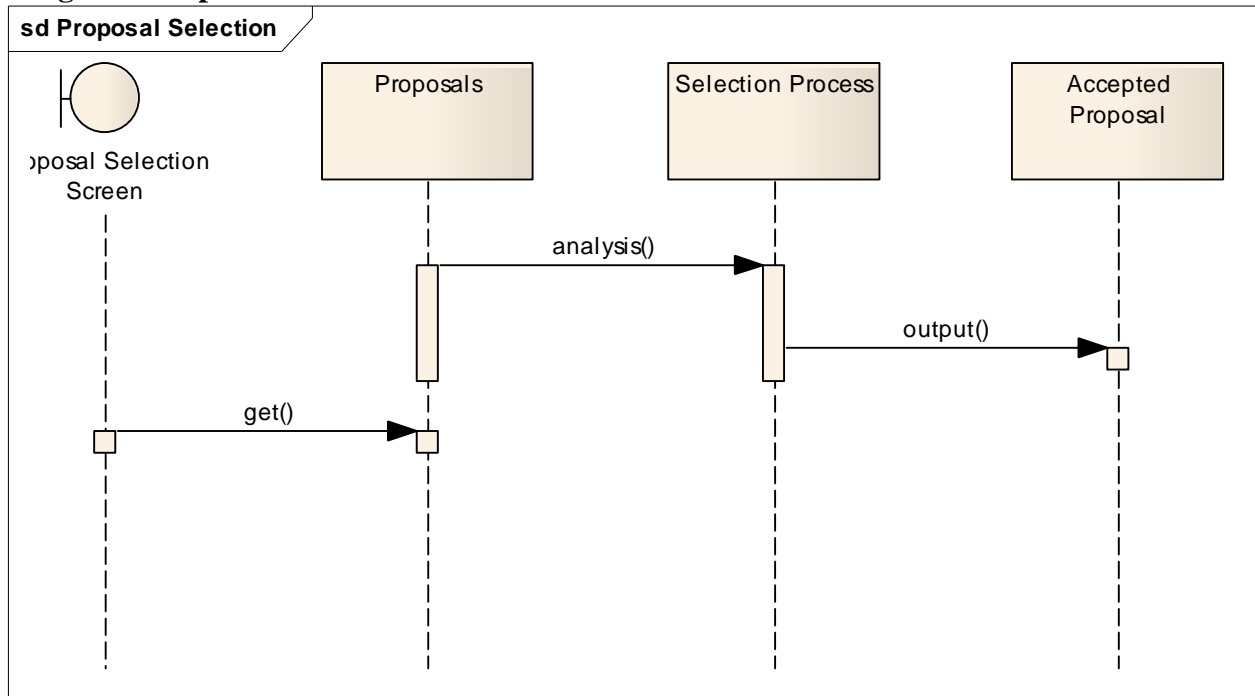 sd Proposal Selection
Proposals
Selection Process
Accepted
Proposal
oposal Selection
Screen
analysis()
output()
get()